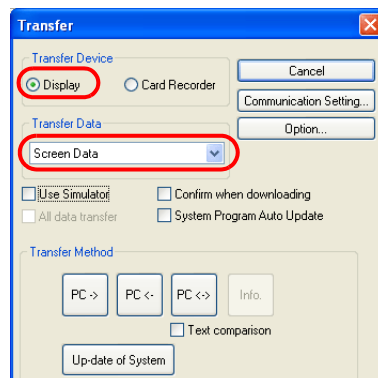 Transfer
Transfer Device
Display
Card Recorder
Cancel
Communication Setting...
Transfer Data
Option...
Screen Data
Use Simulator
Confirm when downloading
All data transfer
System Program Auto Update
Transfer Method
PC ->
PC <-
PC <->
Info.
Text comparison
Up-date of System